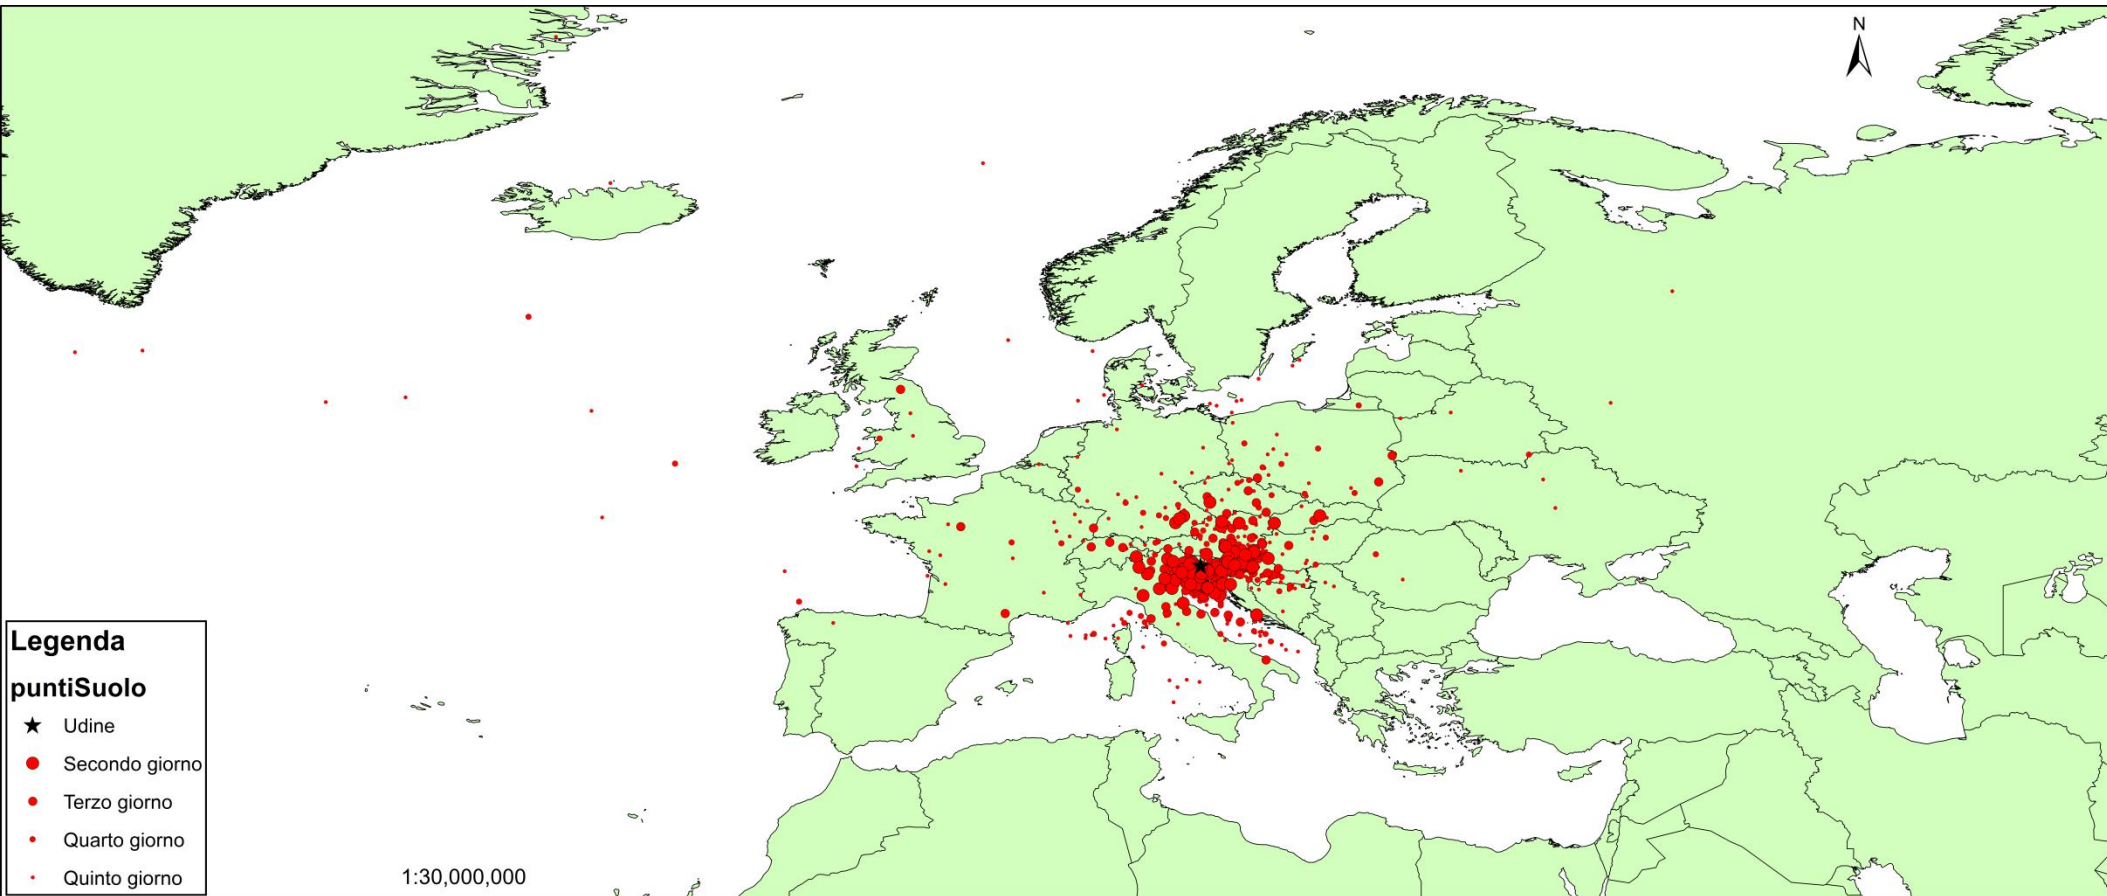 N
Legenda
puntiSuolo
Udine
Secondo giorno
Terzo giorno
Quarto giorno
Quinto giorno
1:30,000,000